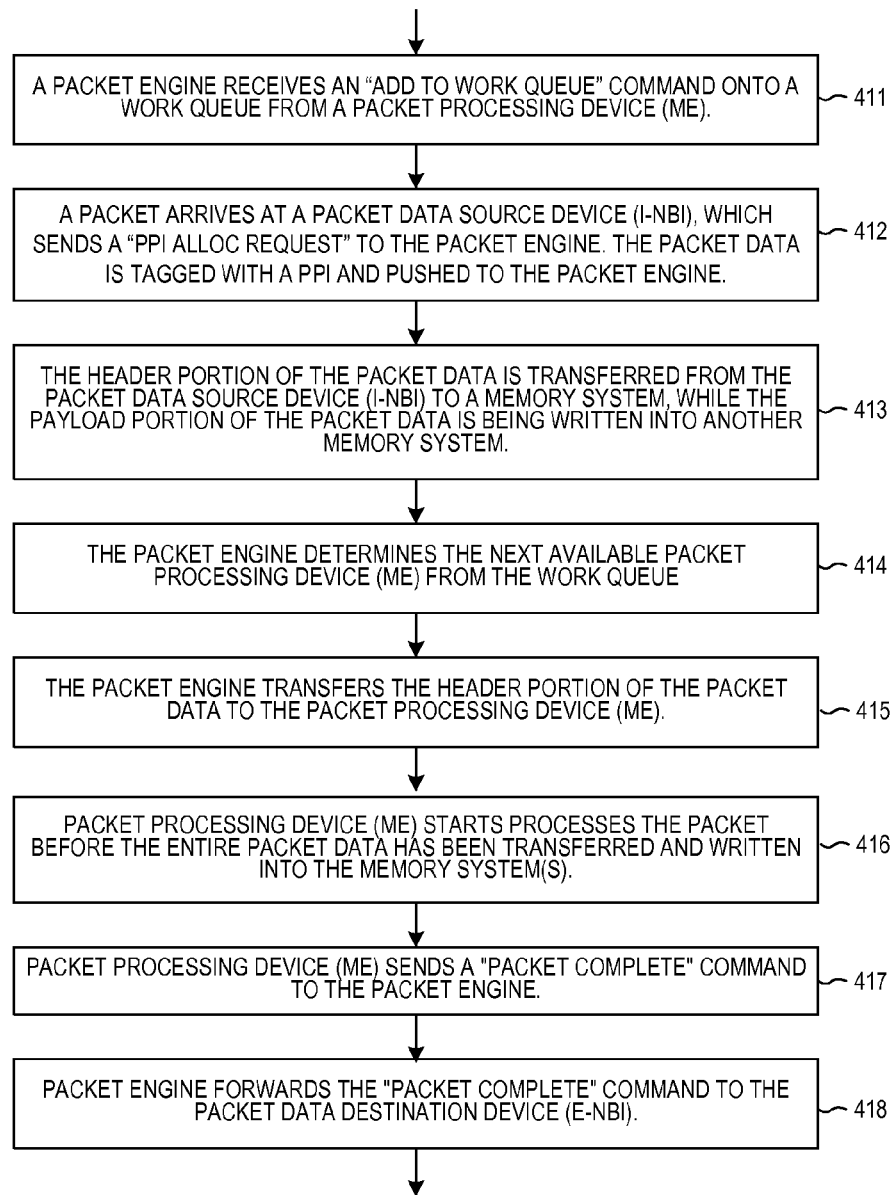 A PACKET ENGINE RECEIVES AN “ADD TO WORK QUEUE” COMMAND ONTO A
WORK QUEUE FROM A PACKET PROCESSING DEVICE (ME).
411
A PACKET ARRIVES AT A PACKET DATA SOURCE DEVICE (I-NBI), WHICH
SENDS A “PPI ALLOC REQUEST” TO THE PACKET ENGINE. THE PACKET DATA
IS TAGGED WITH A PPI AND PUSHED TO THE PACKET ENGINE.
412
THE HEADER PORTION OF THE PACKET DATA IS TRANSFERRED FROM THE
PACKET DATA SOURCE DEVICE (I-NBI) TO A MEMORY SYSTEM, WHILE THE
PAYLOAD PORTION OF THE PACKET DATA IS BEING WRITTEN INTO ANOTHER
MEMORY SYSTEM.
413
THE PACKET ENGINE DETERMINES THE NEXT AVAILABLE PACKET
PROCESSING DEVICE (ME) FROM THE WORK QUEUE
414
THE PACKET ENGINE TRANSFERS THE HEADER PORTION OF THE PACKET
DATA TO THE PACKET PROCESSING DEVICE (ME).
415
PACKET PROCESSING DEVICE (ME) STARTS PROCESSES THE PACKET
BEFORE THE ENTIRE PACKET DATA HAS BEEN TRANSFERRED AND WRITTEN
INTO THE MEMORY SYSTEM(S).
416
PACKET PROCESSING DEVICE (ME) SENDS A "PACKET COMPLETE" COMMAND
TO THE PACKET ENGINE.
417
PACKET ENGINE FORWARDS THE "PACKET COMPLETE" COMMAND TO THE
PACKET DATA DESTINATION DEVICE (E-NBI).
418